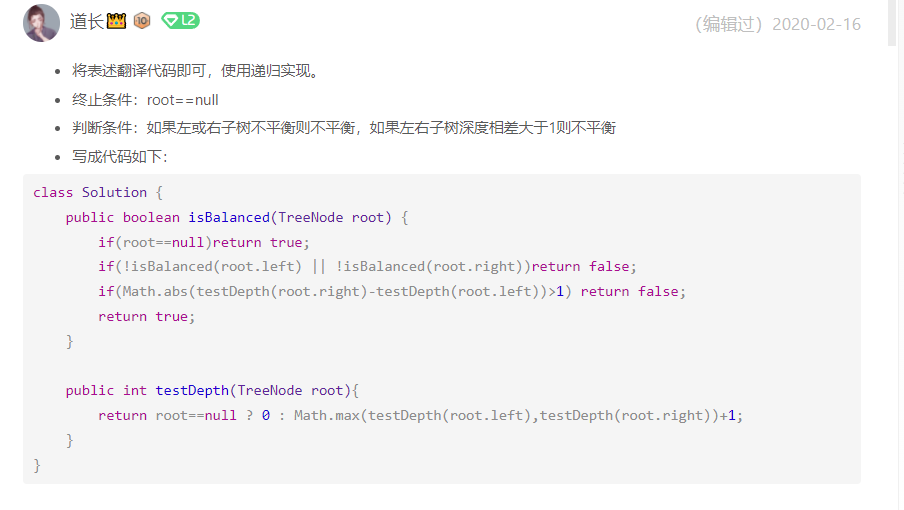 道长 10 L2
(编辑过) 2020-02-16
将表述翻译代码即可，使用递归实现。
终止条件：root==null
判断条件：如果左或右子树不平衡则不平衡，如果左右子树深度相差大于1则不平衡
写成代码如下：
class Solution {
    public boolean isBalanced(TreeNode root) {
        if(root==null)return true;
        if(!isBalanced(root.left) || !isBalanced(root.right))return false;
        if(Math.abs(testDepth(root.right)-testDepth(root.left))>1) return false;
        return true;
    }
    public int testDepth(TreeNode root){
        return root==null ? 0 : Math.max(testDepth(root.left),testDepth(root.right))+1;
    }
}